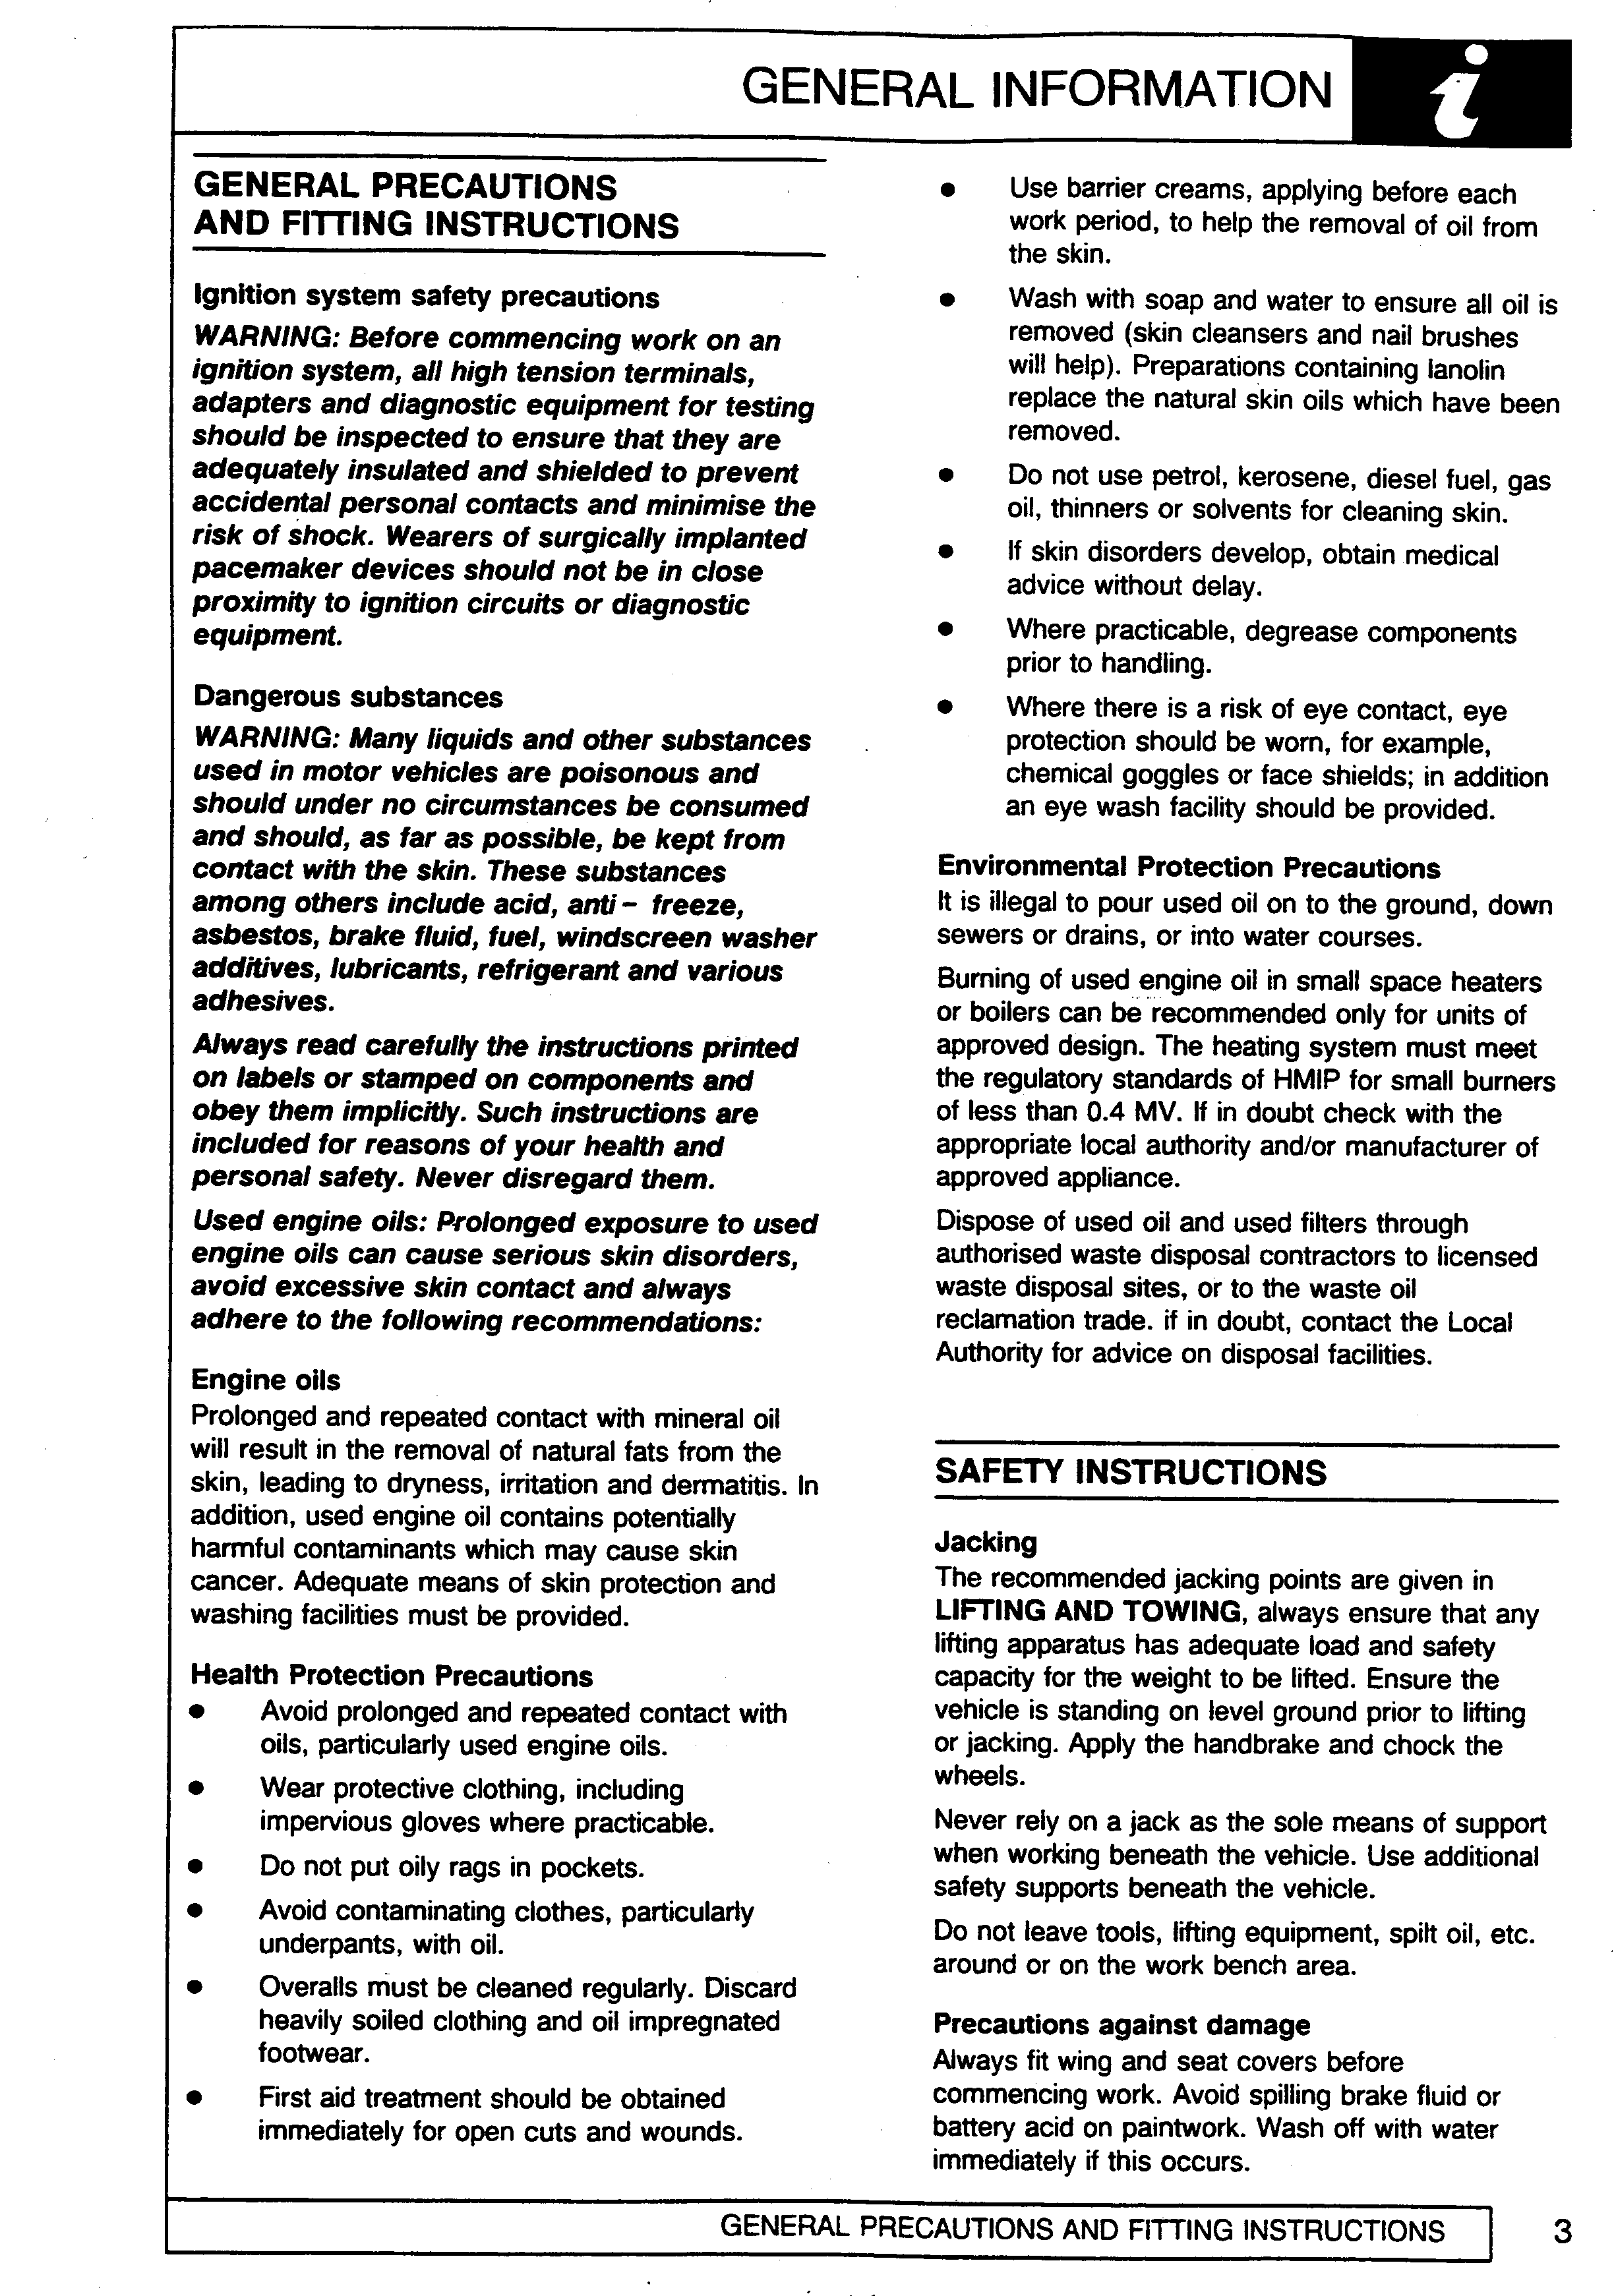 GENERAL INFORMATION
i
GENERAL PRECAUTIONS
AND FITTING INSTRUCTIONS
Ignition system safety precautions
WARNING: Before commencing work on an
ignition system, all high tension terminals,
adapters and diagnostic equipment for testing
should be inspected to ensure that they are
adequately insulated and shielded to prevent
accidental personal contacts and minimise the
risk of shock. Wearers of surgically implanted
pacemaker devices should not be in close
proximity to ignition circuits or diagnostic
equipment.
Dangerous substances
WARNING: Many liquids and other substances
used in motor vehicles are poisonous and
should under no circumstances be consumed
and should, as far as possible, be kept from
contact with the skin. These substances
among others include acid, anti – freeze,
asbestos, brake fluid, fuel, windscreen washer
additives, lubricants, refrigerant and various
adhesives.
Always read carefully the instructions printed
on labels or stamped on components and
obey them implicitly. Such instructions are
included for reasons of your health and
personal safety. Never disregard them.
Used engine oils: Prolonged exposure to used
engine oils can cause serious skin disorders,
avoid excessive skin contact and always
adhere to the following recommendations:
Engine oils
Prolonged and repeated contact with mineral oil
will result in the removal of natural fats from the
skin, leading to dryness, irritation and dermatitis. In
addition, used engine oil contains potentially
harmful contaminants which may cause skin
cancer. Adequate means of skin protection and
washing facilities must be provided.
Health Protection Precautions
● Avoid prolonged and repeated contact with
oils, particularly used engine oils.
● Wear protective clothing, including
impervious gloves where practicable.
● Do not put oily rags in pockets.
● Avoid contaminating clothes, particularly
underpants, with oil.
● Overalls must be cleaned regularly. Discard
heavily soiled clothing and oil impregnated
footwear.
● First aid treatment should be obtained
immediately for open cuts and wounds.
● Use barrier creams, applying before each
work period, to help the removal of oil from
the skin.
● Wash with soap and water to ensure all oil is
removed (skin cleansers and nail brushes
will help). Preparations containing lanolin
replace the natural skin oils which have been
removed.
● Do not use petrol, kerosene, diesel fuel, gas
oil, thinners or solvents for cleaning skin.
● If skin disorders develop, obtain medical
advice without delay.
● Where practicable, degrease components
prior to handling.
● Where there is a risk of eye contact, eye
protection should be worn, for example,
chemical goggles or face shields; in addition
an eye wash facility should be provided.
Environmental Protection Precautions
It is illegal to pour used oil on to the ground, down
sewers or drains, or into water courses.
Burning of used engine oil in small space heaters
or boilers can be recommended only for units of
approved design. The heating system must meet
the regulatory standards of HMIP for small burners
of less than 0.4 MV. If in doubt check with the
appropriate local authority and/or manufacturer of
approved appliance.
Dispose of used oil and used filters through
authorised waste disposal contractors to licensed
waste disposal sites, or to the waste oil
reclamation trade. if in doubt, contact the Local
Authority for advice on disposal facilities.
SAFETY INSTRUCTIONS
Jacking
The recommended jacking points are given in
LIFTING AND TOWING, always ensure that any
lifting apparatus has adequate load and safety
capacity for the weight to be lifted. Ensure the
vehicle is standing on level ground prior to lifting
or jacking. Apply the handbrake and chock the
wheels.
Never rely on a jack as the sole means of support
when working beneath the vehicle. Use additional
safety supports beneath the vehicle.
Do not leave tools, lifting equipment, spilt oil, etc.
around or on the work bench area.
Precautions against damage
Always fit wing and seat covers before
commencing work. Avoid spilling brake fluid or
battery acid on paintwork. Wash off with water
immediately if this occurs.
GENERAL PRECAUTIONS AND FITTING INSTRUCTIONS
3